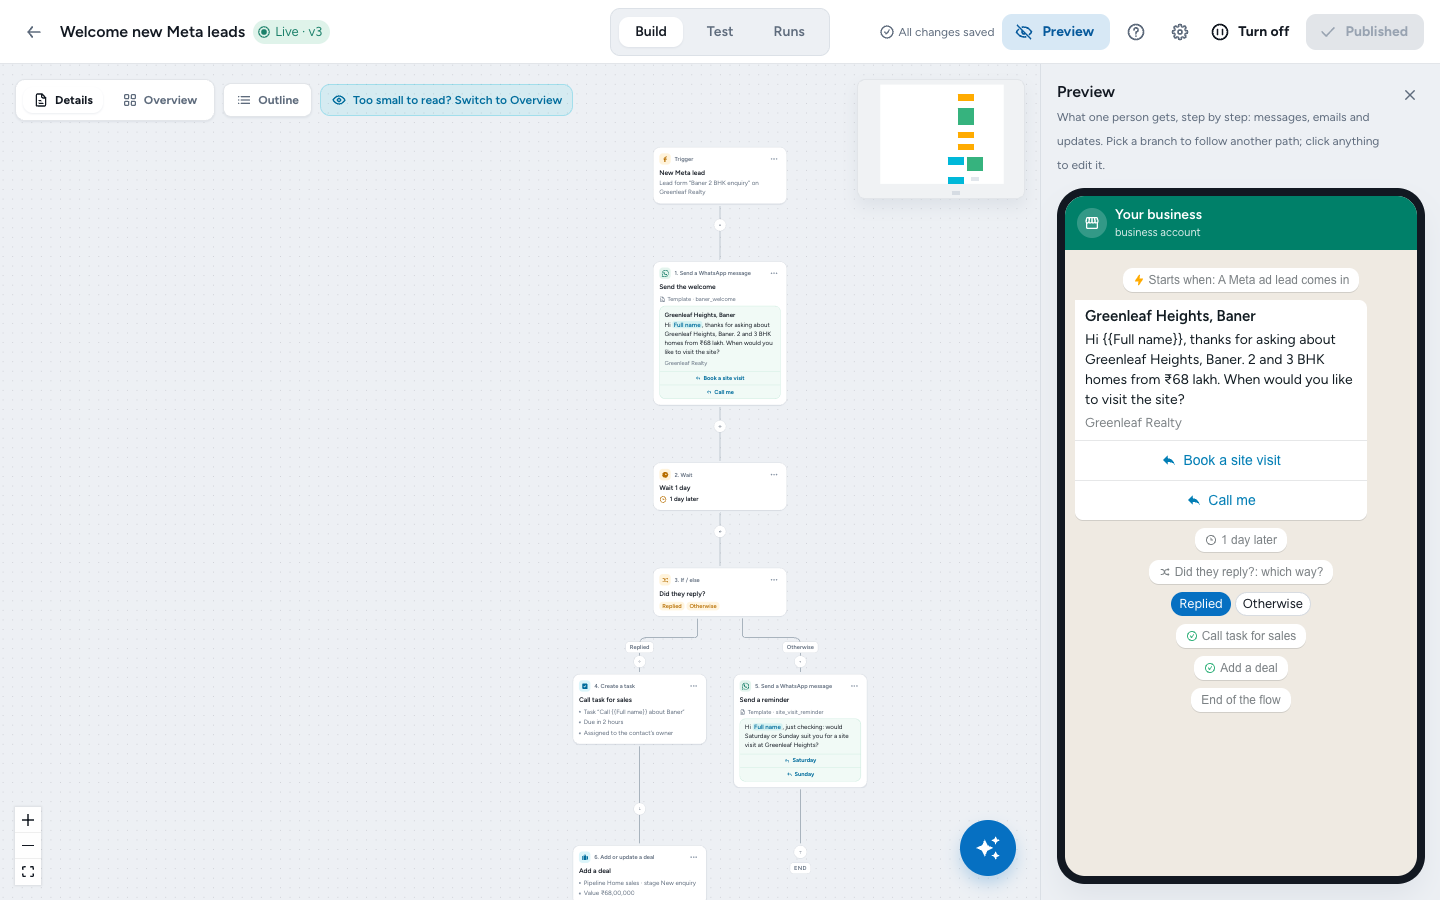 Welcome new Meta leads
Live · v3
Build
Test
Runs
All changes saved
Preview
Turn off
Published
Details
Overview
Outline
Too small to read? Switch to Overview
Trigger
New Meta lead
Lead form "Baner 2 BHK enquiry" on
Greenleaf Realty
1. Send a WhatsApp message
Send the welcome
Template · baner_welcome
Greenleaf Heights, Baner
Hi Full name, thanks for asking about
Greenleaf Heights, Baner. 2 and 3 BHK
homes from ₹68 lakh. When would you
like to visit the site?
Greenleaf Realty
Book a site visit
Call me
2. Wait
Wait 1 day
1 day later
3. If / else
Did they reply?
Replied
Otherwise
Replied
Otherwise
4. Create a task
Call task for sales
• Task "Call {{Full name}} about Baner"
• Due in 2 hours
• Assigned to the contact's owner
5. Send a WhatsApp message
Send a reminder
Template · site_visit_reminder
Hi Full name, just checking: would
Saturday or Sunday suit you for a site
visit at Greenleaf Heights?
Saturday
Sunday
END
6. Add or update a deal
Add a deal
• Pipeline Home sales · stage New enquiry
• Value ₹68,00,000
Preview
What one person gets, step by step: messages, emails and
updates. Pick a branch to follow another path; click anything
to edit it.
Your business
business account
Starts when: A Meta ad lead comes in
Greenleaf Heights, Baner
Hi {{Full name}}, thanks for asking about
Greenleaf Heights, Baner. 2 and 3 BHK
homes from ₹68 lakh. When would you like
to visit the site?
Greenleaf Realty
Book a site visit
Call me
1 day later
Did they reply?: which way?
Replied
Otherwise
Call task for sales
Add a deal
End of the flow